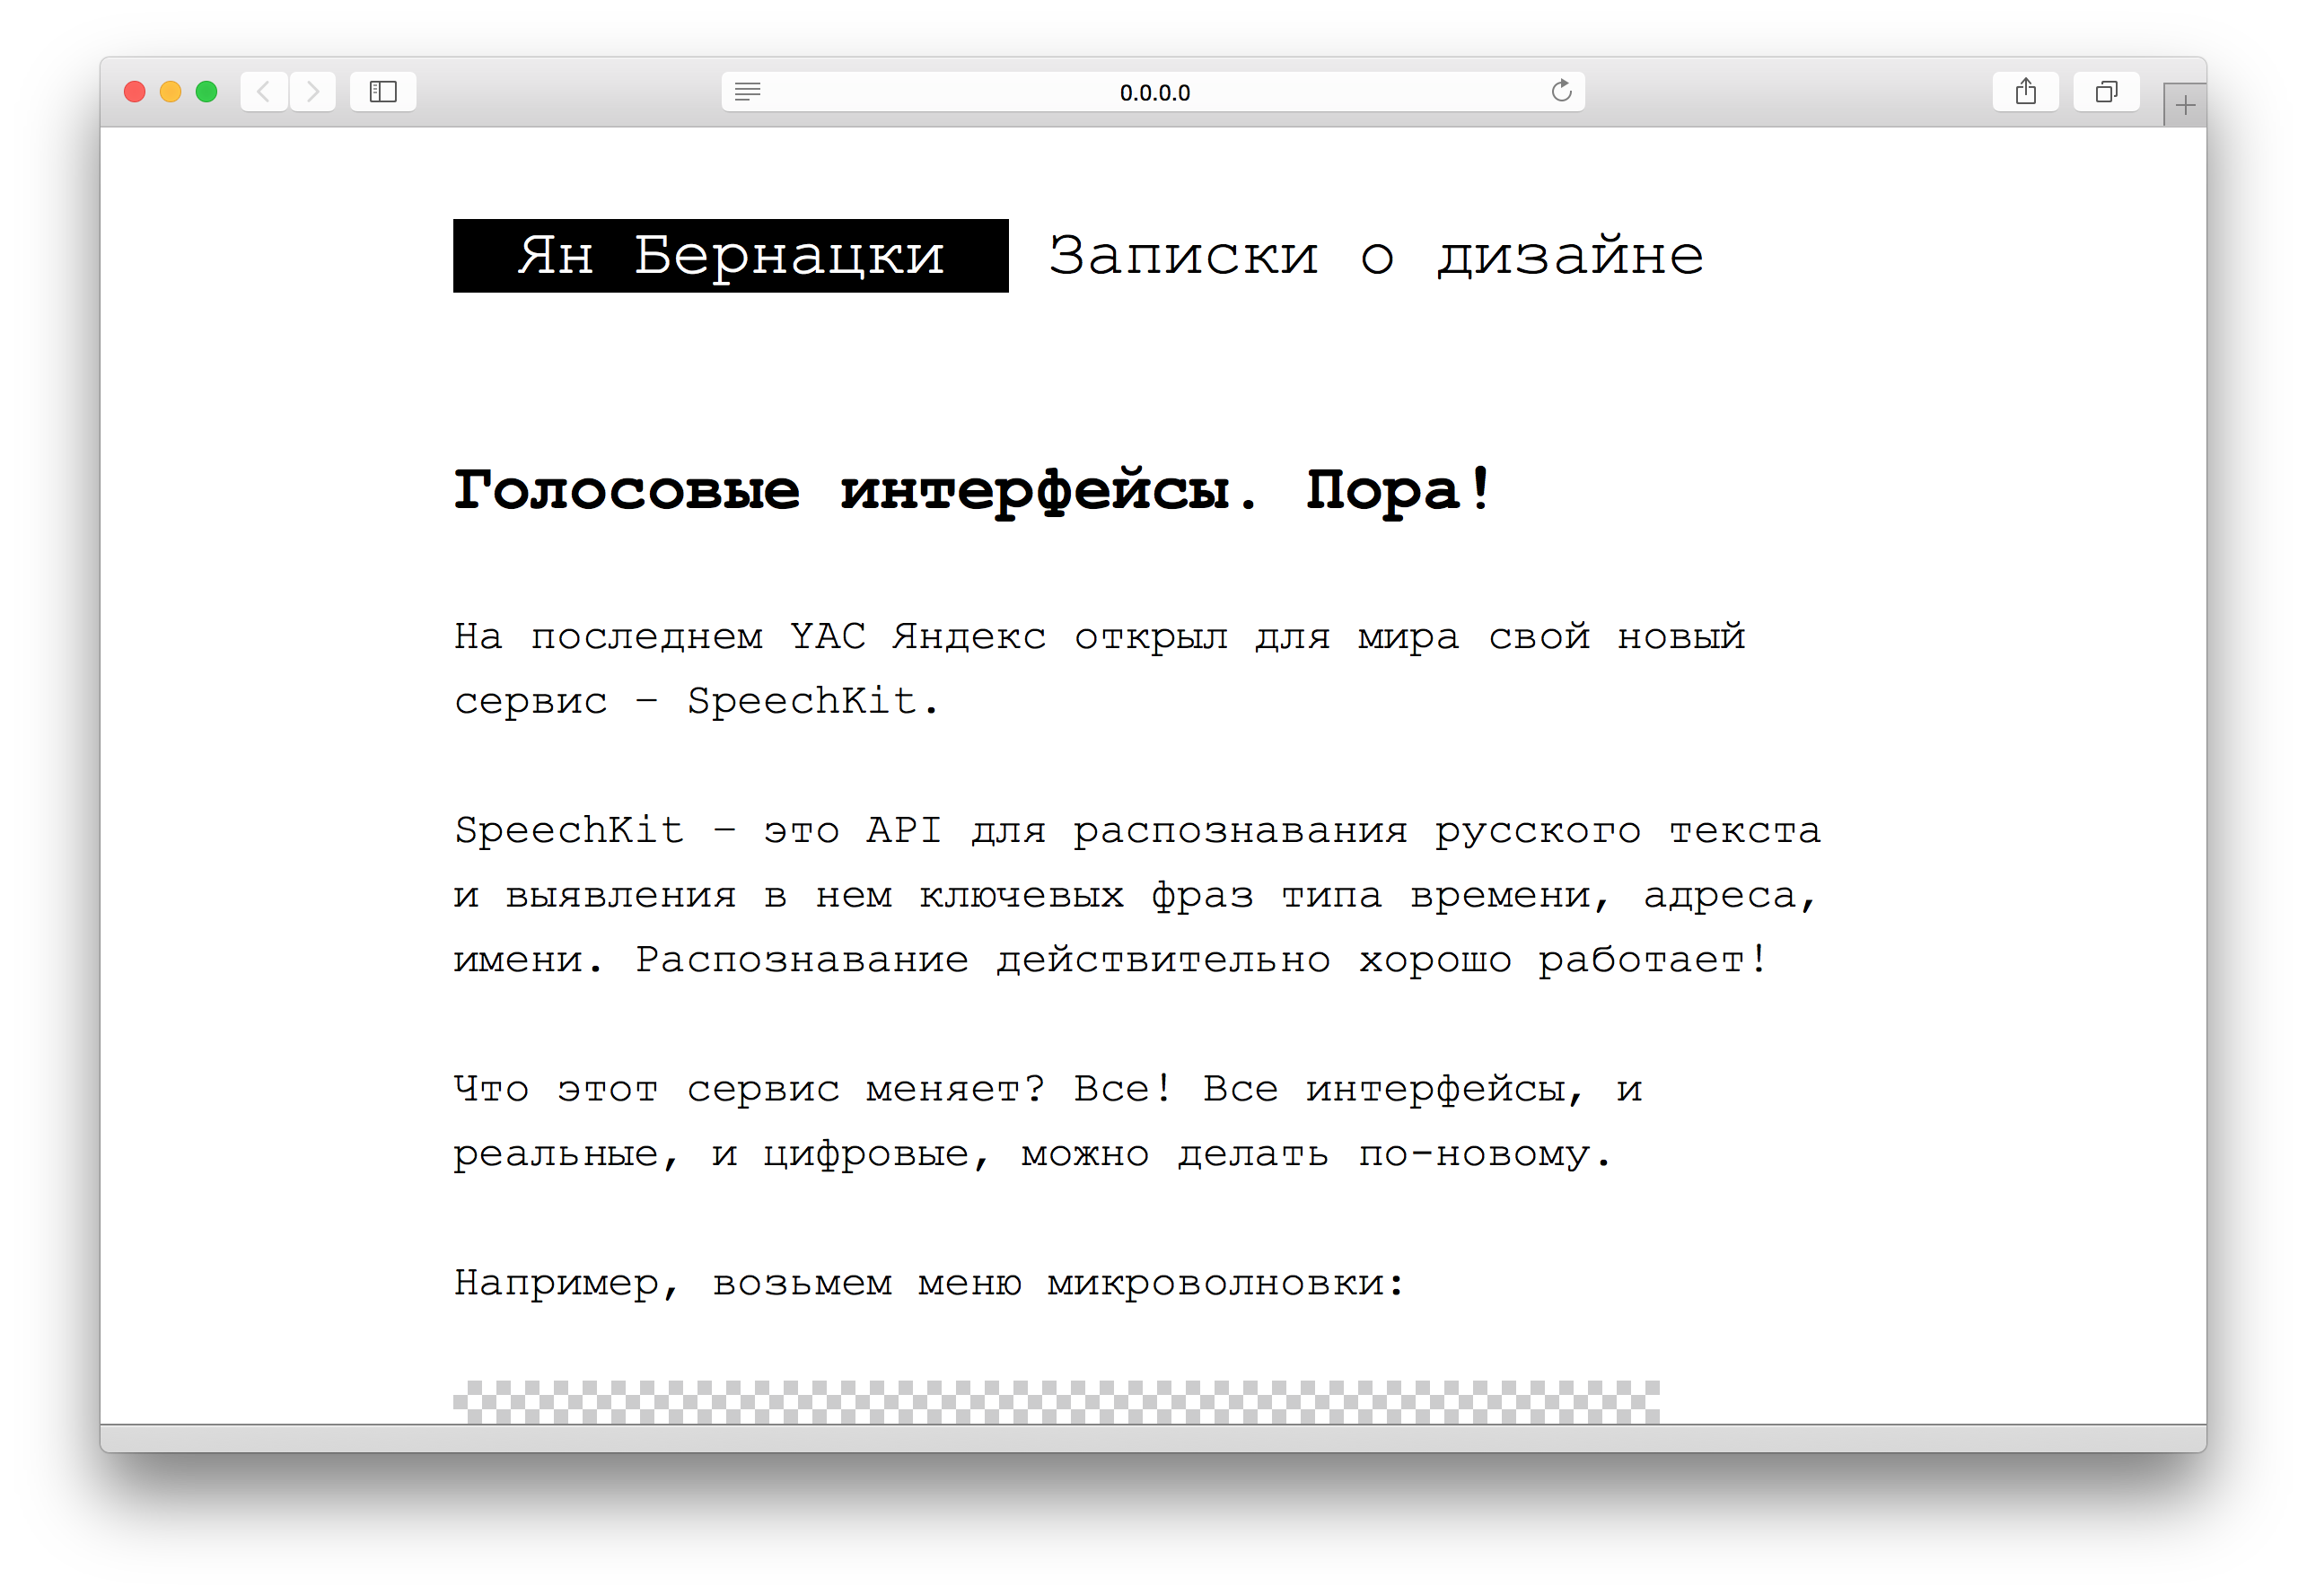 0.0.0.0
Ян Бернацки Записки о дизайне
Голосовые интерфейсы. Пора!
На последнем YAC Яндекс открыл для мира свой новый
сервис – SpeechKit.
SpeechKit – это API для распознавания русского текста
и выявления в нем ключевых фраз типа времени, адреса,
имени. Распознавание действительно хорошо работает!
Что этот сервис меняет? Все! Все интерфейсы, и
реальные, и цифровые, можно делать по-новому.
Например, возьмем меню микроволновки: